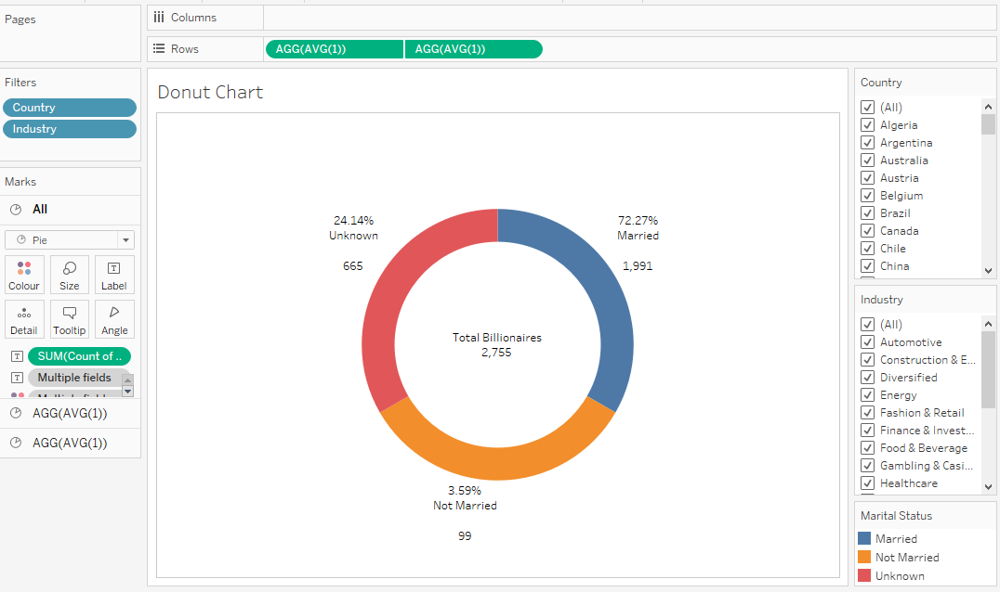 Pages
Columns
Rows
AGG(AVG(1))
AGG(AVG(1))
Filters
Country
Industry
Marks
All
Pie
Colour
Size
Label
Detail
Tooltip
Angle
T
SUM(Count of ..
T
Multiple fields
AGG(AVG(1))
AGG(AVG(1))
Donut Chart
24.14%
Unknown
665
72.27%
Married
1,991
Total Billionaires
2,755
3.59%
Not Married
99
Country
(All)
Algeria
Argentina
Australia
Austria
Belgium
Brazil
Canada
Chile
China
Industry
(All)
Automotive
Construction & E...
Diversified
Energy
Fashion & Retail
Finance & Invest...
Food & Beverage
Gambling & Casi...
Healthcare
Marital Status
Married
Not Married
Unknown